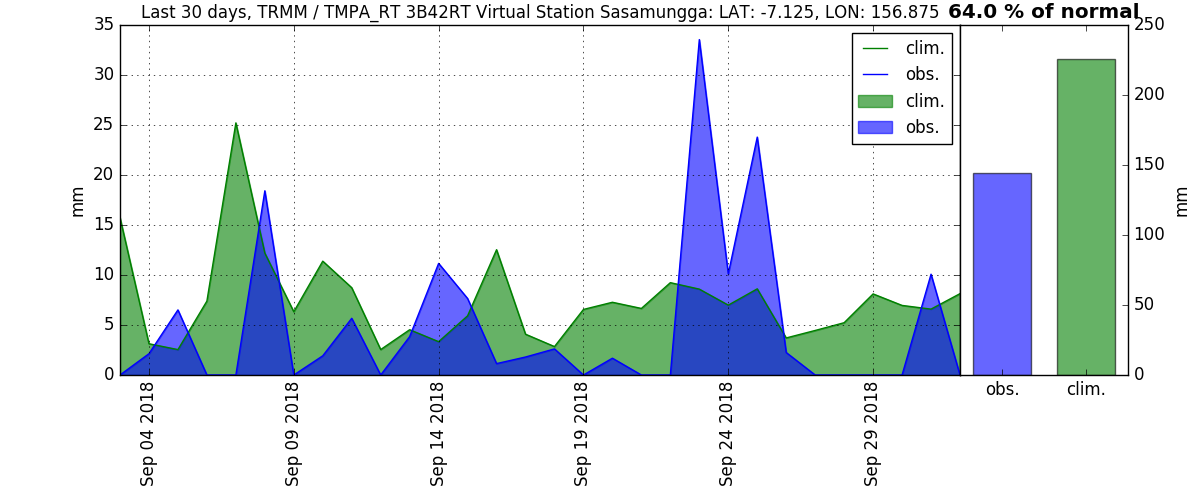 Last 30 days, TRMM / TMPA_RT 3B42RT Virtual Station Sasamungga: LAT: -7.125, LON: 156.875
64.0 % of normal
35
30
25
20
15
10
5
0
mm
clim.
obs.
clim.
obs.
Sep 04 2018
Sep 09 2018
Sep 14 2018
Sep 19 2018
Sep 24 2018
Sep 29 2018
250
200
150
100
50
0
mm
obs.
clim.